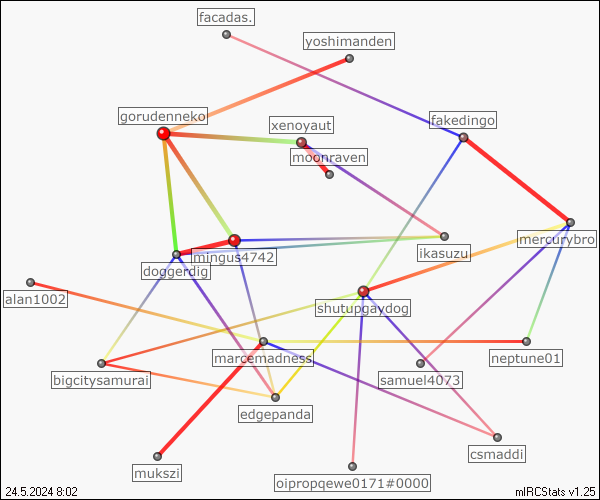 facadas.
yoshimanden
gorudenneko
fakedingo
xenoyaut
moonraven
mercurybro
ikasuzu
mingus4742
doggerdig
alan1002
shutupgaydog
marcemadness
neptune01
bigcitysamurai
samuel4073
edgepanda
csmaddi
mukszi
oipropqewe0171#0000
24.5.2024 8:02
mIRCStats v1.25